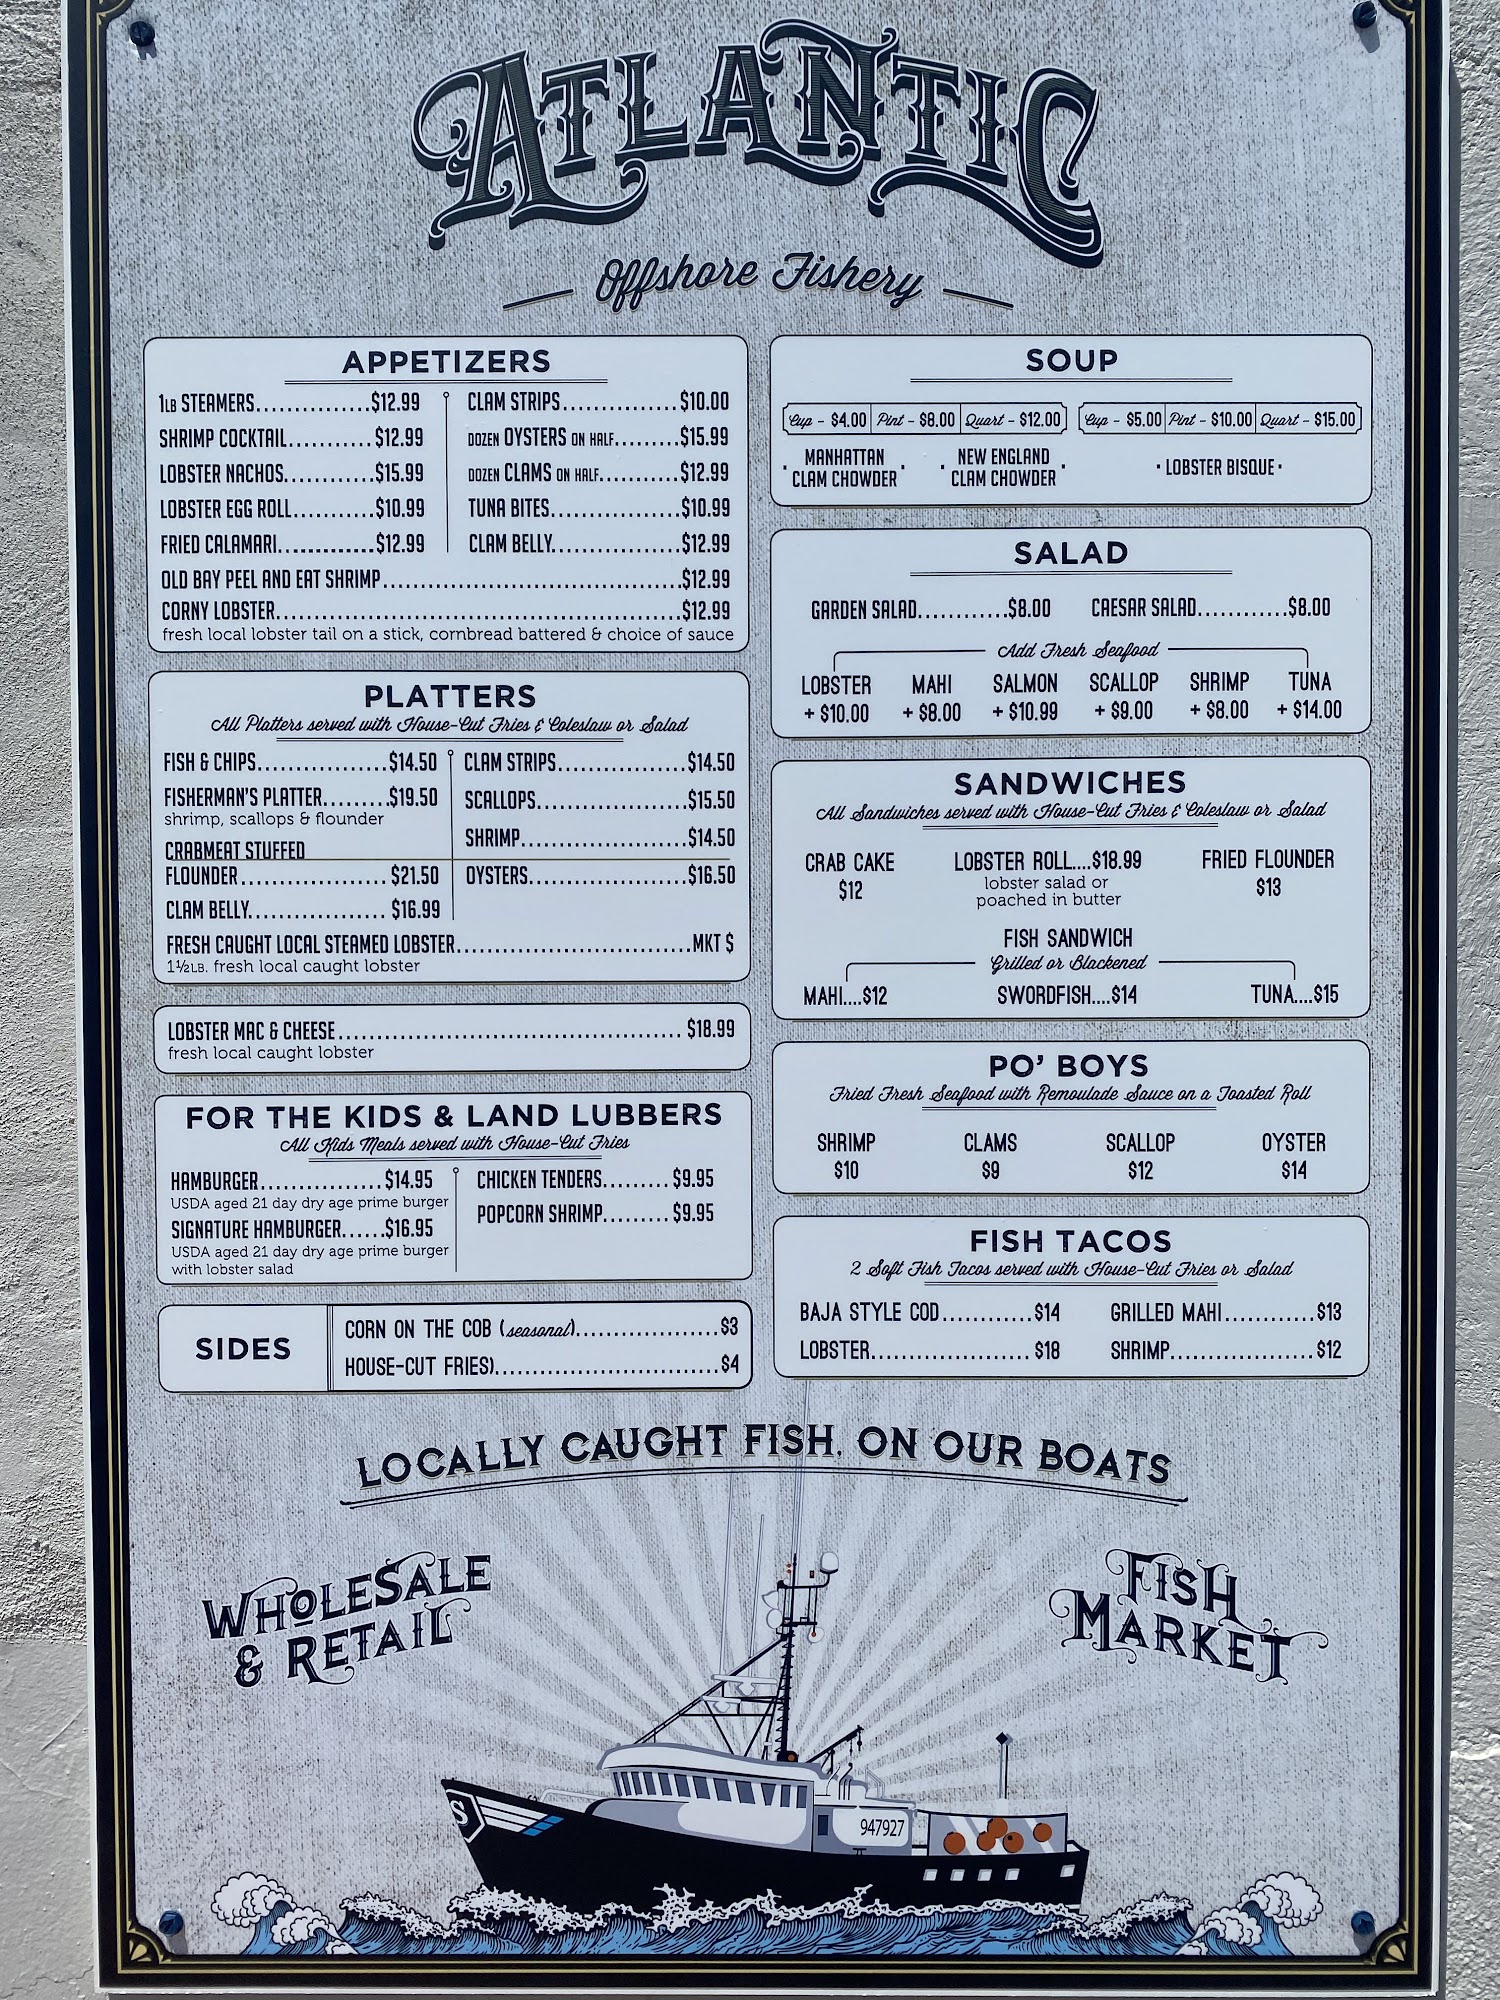 ATLANTIC
Offshore Fishery
APPETIZERS
1LB STEAMERS...............$12.99
SHRIMP COCKTAIL...........$12.99
LOBSTER NACHOS............$15.99
LOBSTER EGG ROLL..........$10.99
FRIED CALAMARI.............$12.99
CLAM STRIPS...............$10.00
DOZEN OYSTERS ON HALF........$15.99
DOZEN CLAMS ON HALF..........$12.99
TUNA BITES.................$10.99
CLAM BELLY.................$12.99
OLD BAY PEEL AND EAT SHRIMP......................................$12.99
CORNY LOBSTER....................................................$12.99
fresh local lobster tail on a stick, cornbread battered & choice of sauce
PLATTERS
All Platters served with House-Cut Fries & Coleslaw or Salad
FISH & CHIPS.................$14.50
FISHERMAN'S PLATTER........$19.50
shrimp, scallops & flounder
CRABMEAT STUFFED
FLOUNDER................... $21.50
CLAM BELLY.................. $16.99
CLAM STRIPS.................$14.50
SCALLOPS....................$15.50
SHRIMP......................$14.50
OYSTERS.....................$16.50
FRESH CAUGHT LOCAL STEAMED LOBSTER..............................MKT $
1½LB. fresh local caught lobster
LOBSTER MAC & CHEESE............................................ $18.99
fresh local caught lobster
FOR THE KIDS & LAND LUBBERS
All Kids Meals served with House-Cut Fries
HAMBURGER................$14.95
USDA aged 21 day dry age prime burger
SIGNATURE HAMBURGER......$16.95
USDA aged 21 day dry age prime burger
with lobster salad
CHICKEN TENDERS......... $9.95
POPCORN SHRIMP......... $9.95
SIDES
CORN ON THE COB (seasonal)....................$3
HOUSE-CUT FRIES)..............................$4
SOUP
Cup - $4.00 Pint - $8.00 Quart - $12.00
· MANHATTAN
CLAM CHOWDER ·
· NEW ENGLAND
CLAM CHOWDER ·
Cup - $5.00 Pint - $10.00 Quart - $15.00
· LOBSTER BISQUE ·
SALAD
GARDEN SALAD............$8.00 CAESAR SALAD............$8.00
Add Fresh Seafood
LOBSTER MAHI SALMON SCALLOP SHRIMP TUNA
+ $10.00 + $8.00 + $10.99 + $9.00 + $8.00 + $14.00
SANDWICHES
All Sandwiches served with House-Cut Fries & Coleslaw or Salad
CRAB CAKE
$12
LOBSTER ROLL....$18.99
lobster salad or
poached in butter
FRIED FLOUNDER
$13
FISH SANDWICH
Grilled or Blackened
MAHI....$12 SWORDFISH....$14 TUNA....$15
PO' BOYS
Fried Fresh Seafood with Remoulade Sauce on a Toasted Roll
SHRIMP CLAMS SCALLOP OYSTER
$10 $9 $12 $14
FISH TACOS
2 Soft Fish Tacos served with House-Cut Fries or Salad
BAJA STYLE COD............$14 GRILLED MAHI............$13
LOBSTER..................... $18 SHRIMP...................$12
LOCALLY CAUGHT FISH. ON OUR BOATS
WHOLESALE
& RETAIL
FISH
MARKET
S
947927